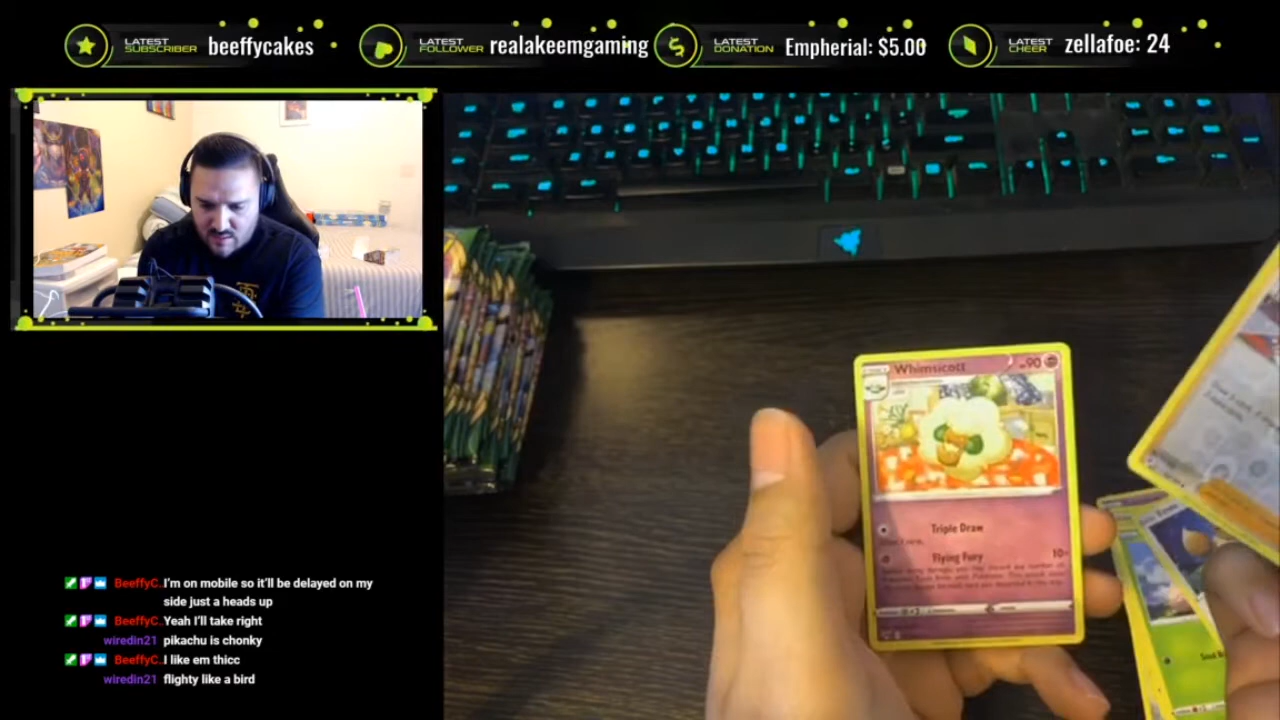 LATEST SUBSCRIBER beeffycakes
LATEST FOLLOWER realakeemgaming
LATEST DONATION Empherial: $5.00
LATEST CHEER zellafoe: 24
Whimsicott 90
Triple Draw
Flying Fury 10
BeeffyC.. I'm on mobile so it'll be delayed on my
side just a heads up
BeeffyC.. Yeah I'll take right
wiredin21 pikachu is chonky
BeeffyC.. I like em thicc
wiredin21 flighty like a bird